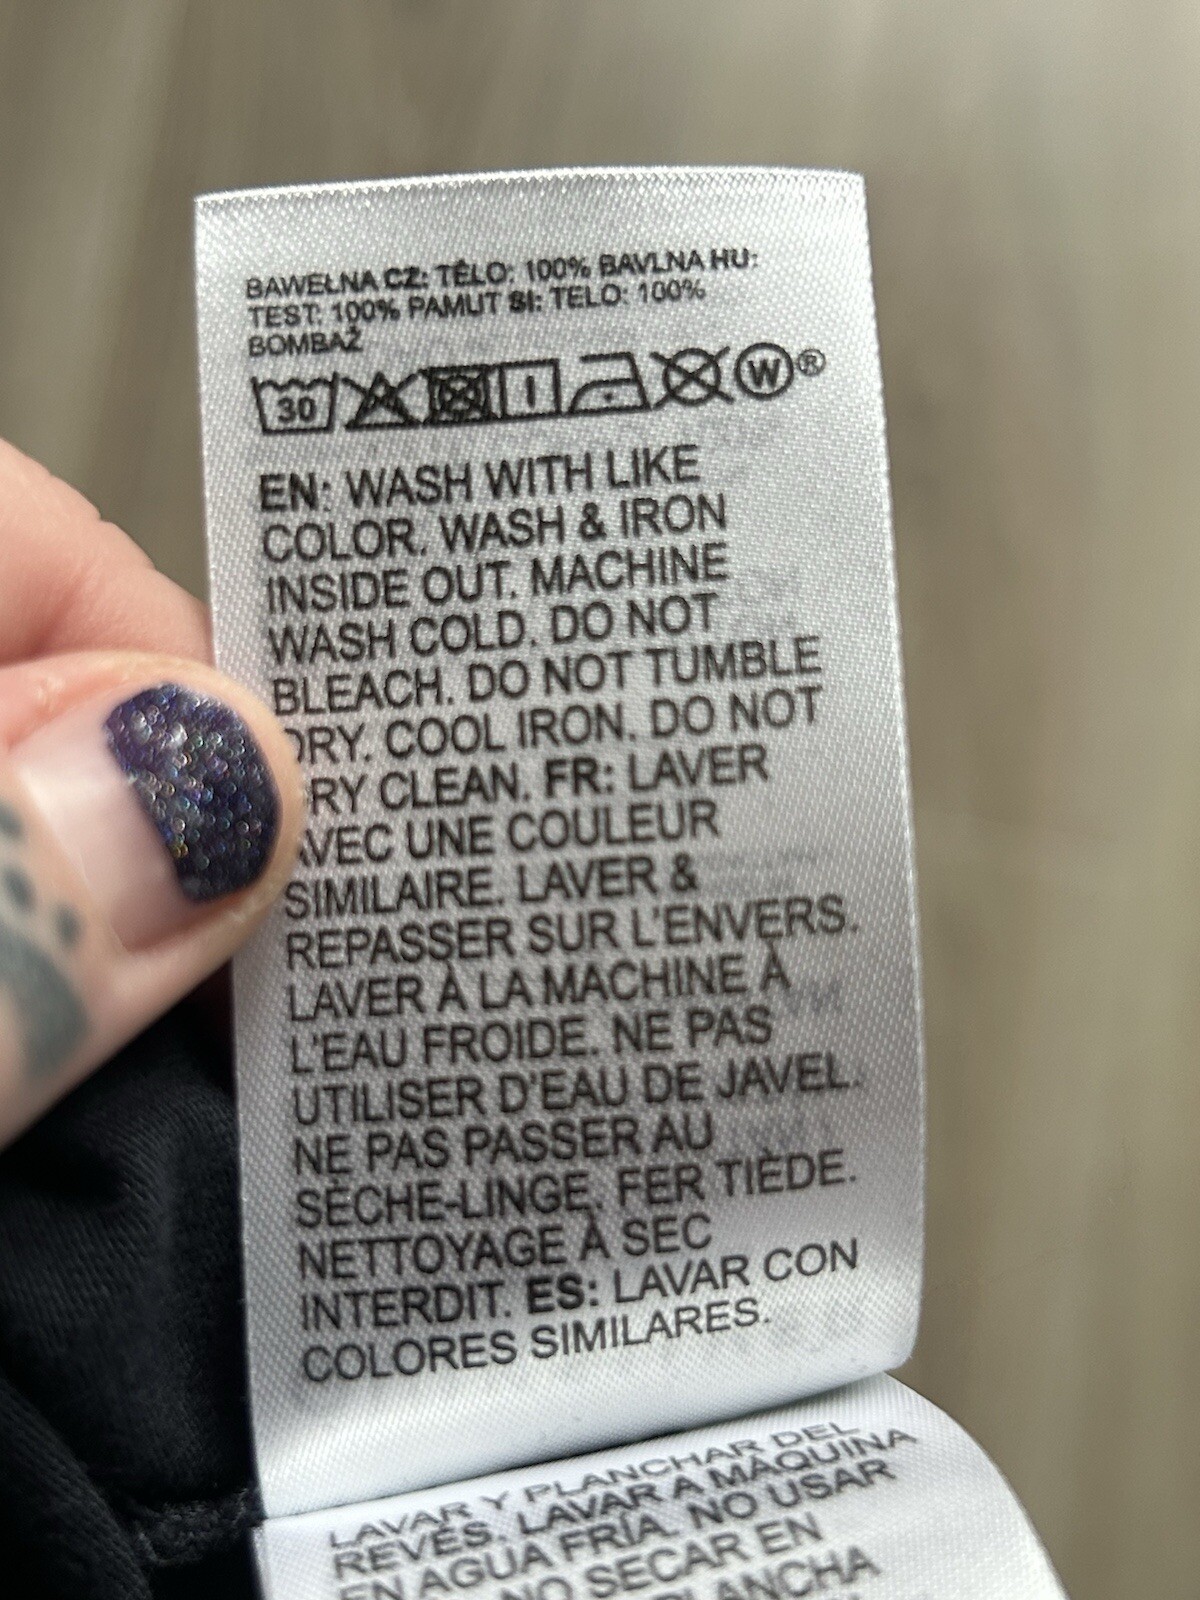 BAWEŁNA CZ: TĚLO: 100% BAVLNA HU:
TEST: 100% PAMUT SI: TELO: 100%
BOMBAŽ
30 W®
EN: WASH WITH LIKE
COLOR. WASH & IRON
INSIDE OUT. MACHINE
WASH COLD. DO NOT
BLEACH. DO NOT TUMBLE
DRY. COOL IRON. DO NOT
DRY CLEAN. FR: LAVER
AVEC UNE COULEUR
SIMILAIRE. LAVER &
REPASSER SUR L'ENVERS.
LAVER À LA MACHINE À
L'EAU FROIDE. NE PAS
UTILISER D'EAU DE JAVEL.
NE PAS PASSER AU
SÈCHE-LINGE. FER TIÈDE.
NETTOYAGE À SEC
INTERDIT. ES: LAVAR CON
COLORES SIMILARES.
LAVAR Y PLANCHAR DEL
REVÉS. LAVAR A MÁQUINA
EN AGUA FRÍA. NO USAR
NO SECAR EN
PLANCHA